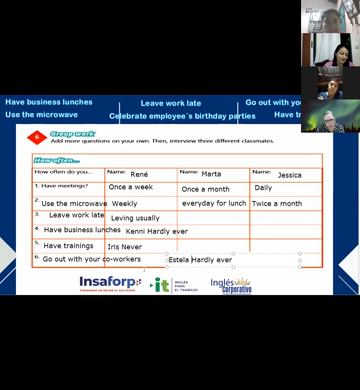 Have business lunches
Leave work late
Go out with you
Use the microwave
Celebrate employee´s birthday parties
Have tr
6
Group work
Add more questions on your own. Then, interview three different classmates.
How often...
How often do you...
Name: René
Name: Marta
Name: Jessica
1. Have meetings?
Once a week
Once a month
Daily
2. Use the microwave
Weekly
everyday for lunch
Twice a month
3. Leave work late
Leving usually
4. Have business lunches
Kenni Hardly ever
5. Have trainings
Iris Never
6. Go out with your co-workers
Estela Hardly ever
Insaforp
it
INGLÉS
PARA
EL TRABAJO
Inglés
Corporativo